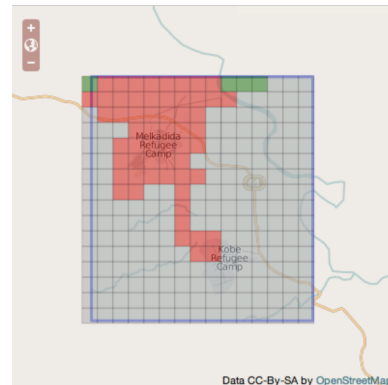 +
−
Melkadida
Refugee
Camp
Kobe
Refugee
Camp
Data CC-By-SA by OpenStreetMap